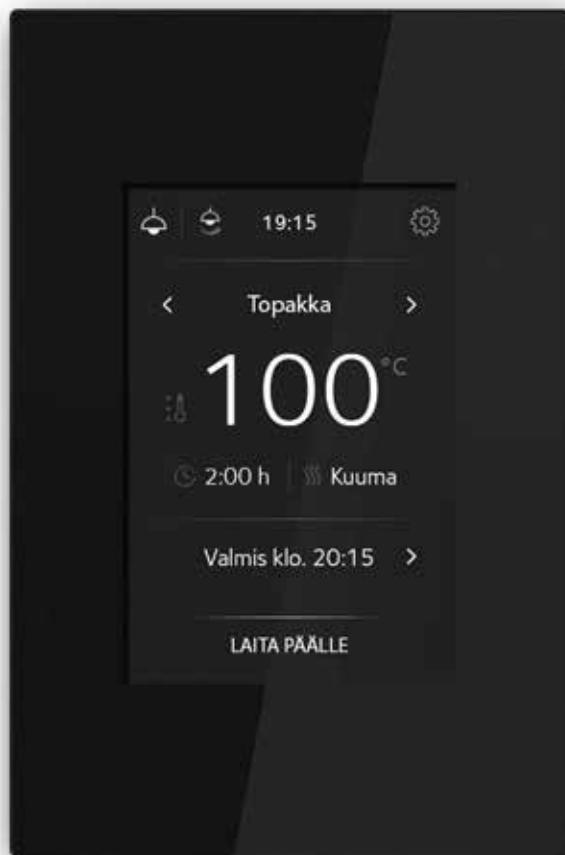 19:15
Topakka
100°C
2:00 h Kuuma
Valmis klo. 20:15
LAITA PÄÄLLE